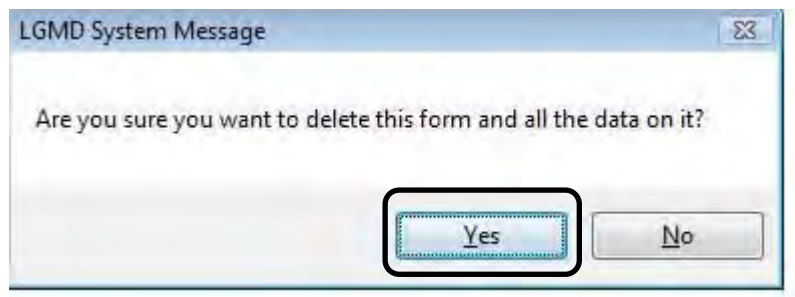 LGMD System Message
Are you sure you want to delete this form and all the data on it?
Yes No